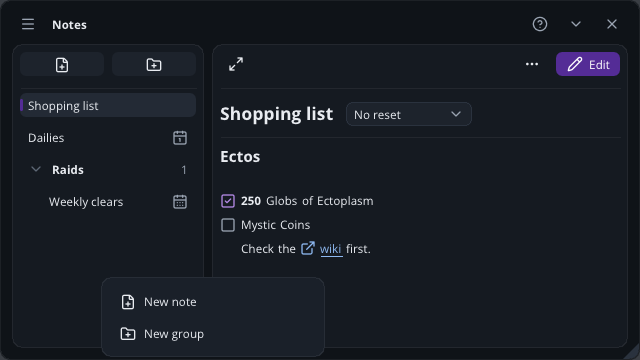 Notes
Edit
Shopping list
Dailies
Raids 1
Weekly clears
Shopping list No reset
Ectos
250 Globs of Ectoplasm
Mystic Coins
Check the wiki first.
New note
New group